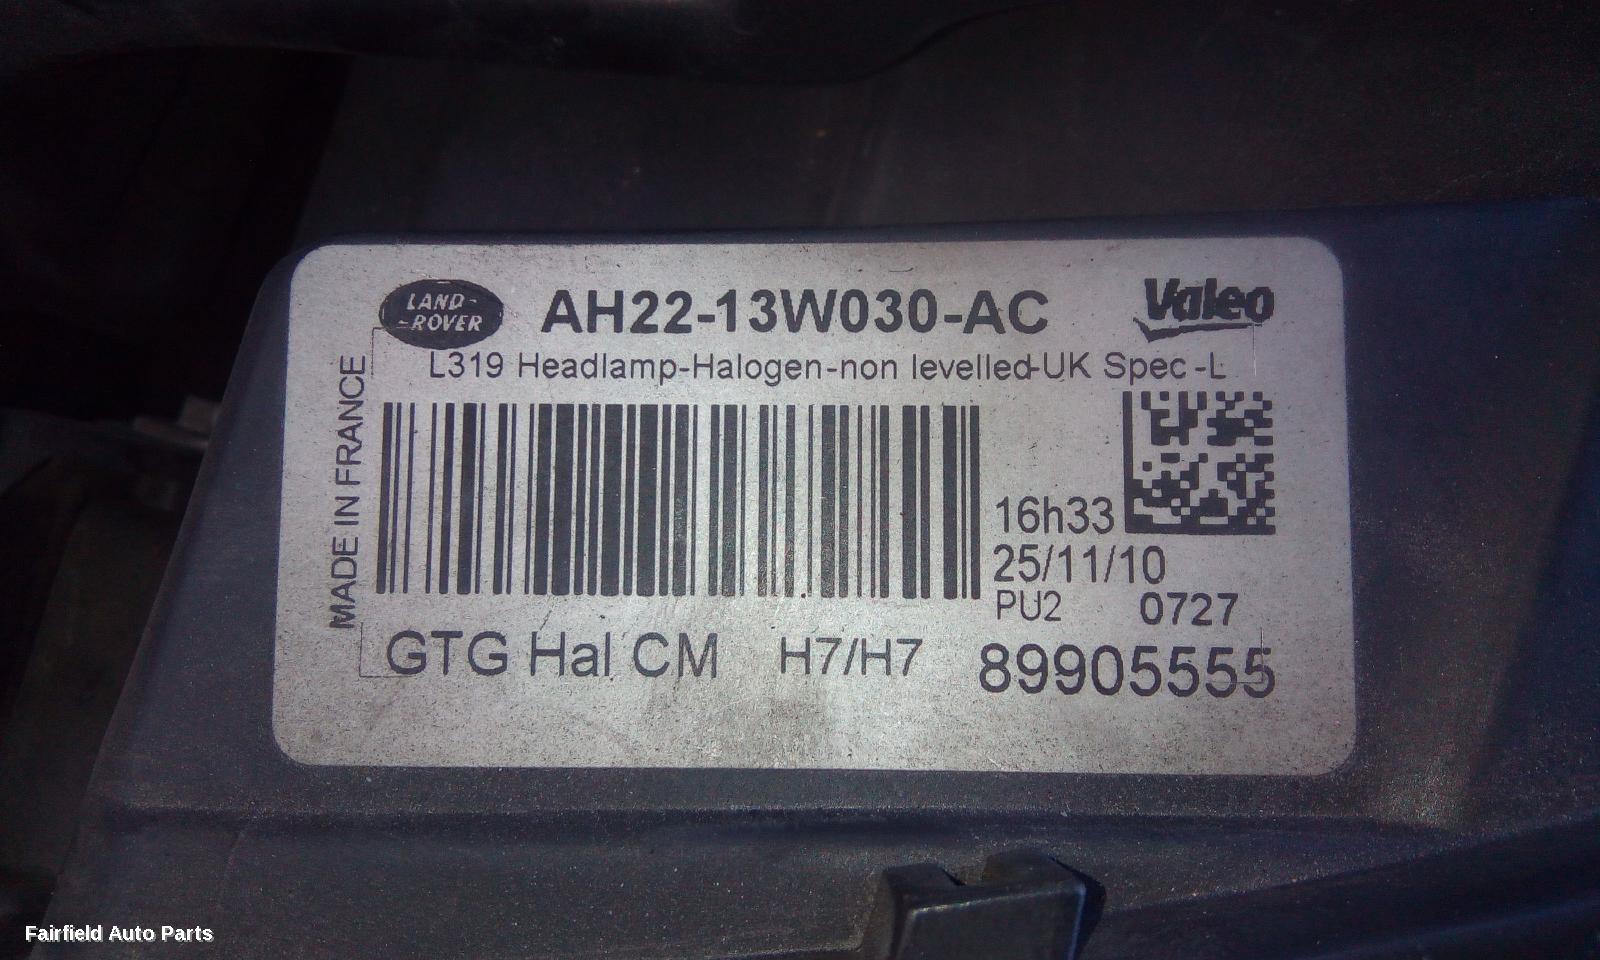 LAND-
-ROVER
AH22-13W030-AC
Valeo
L319 Headlamp-Halogen-non levelled-UK Spec-L
MADE IN FRANCE
16h33
25/11/10
PU2 0727
GTG Hal CM H7/H7 89905555
Fairfield Auto Parts